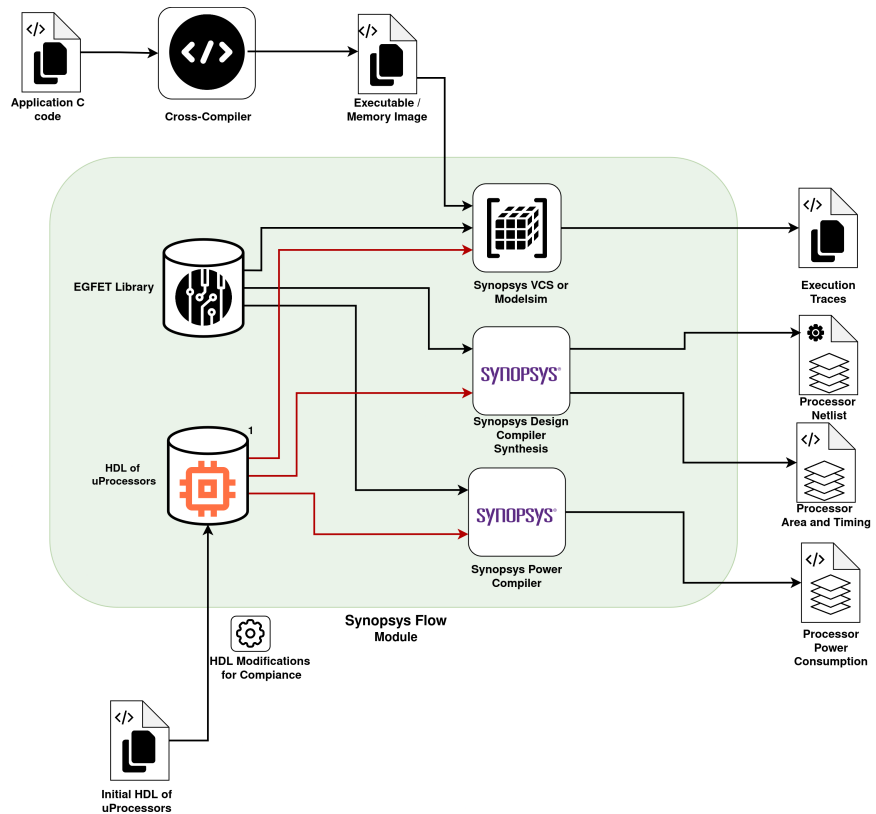 </>
Application C
code
</>
Cross-Compiler
</>
Executable /
Memory Image
EGFET Library
Synopsys VCS or
Modelsim
</>
Execution
Traces
SYNOPSYS®
Synopsys Design
Compiler
Synthesis
Processor
Netlist
1
HDL of
uProcessors
</>
Processor
Area and Timing
SYNOPSYS®
Synopsys Power
Compiler
</>
Processor
Power
Consumption
Synopsys Flow
Module
HDL Modifications
for Compiance
</>
Initial HDL of
uProcessors